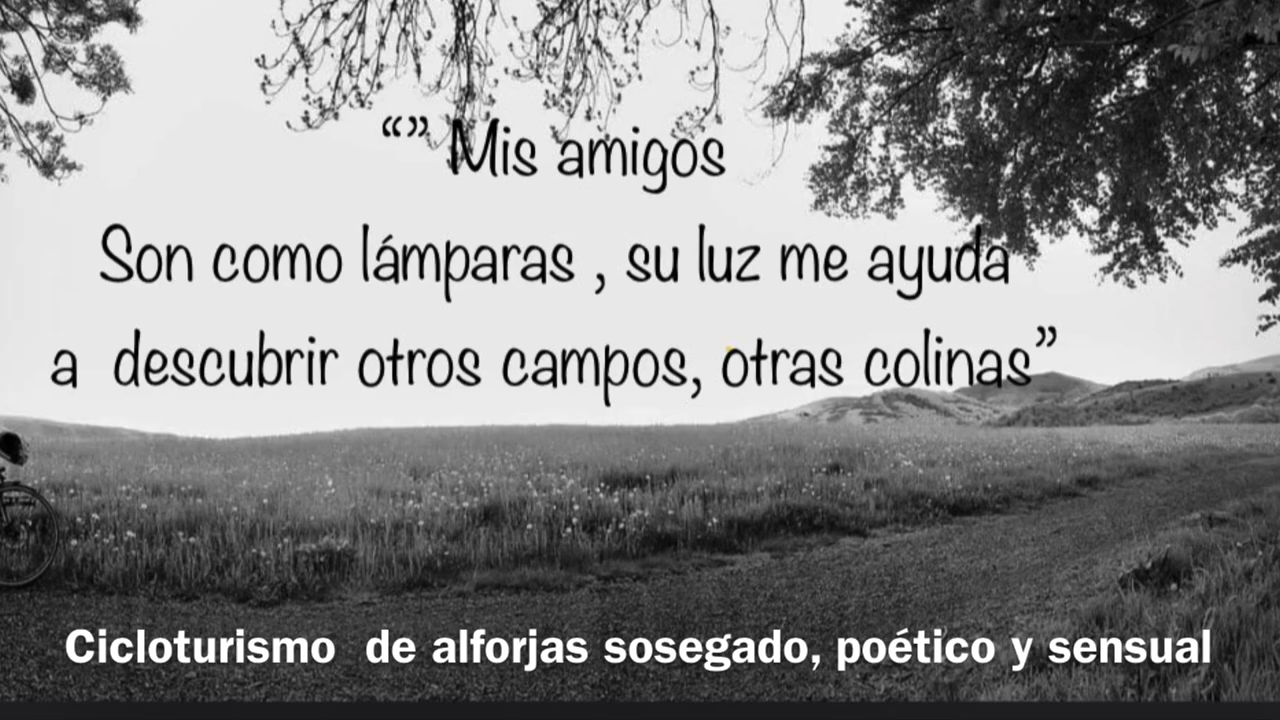 “” Mis amigos
Son como lámparas , su luz me ayuda
a descubrir otros campos, otras colinas”
Cicloturismo de alforjas sosegado, poético y sensual